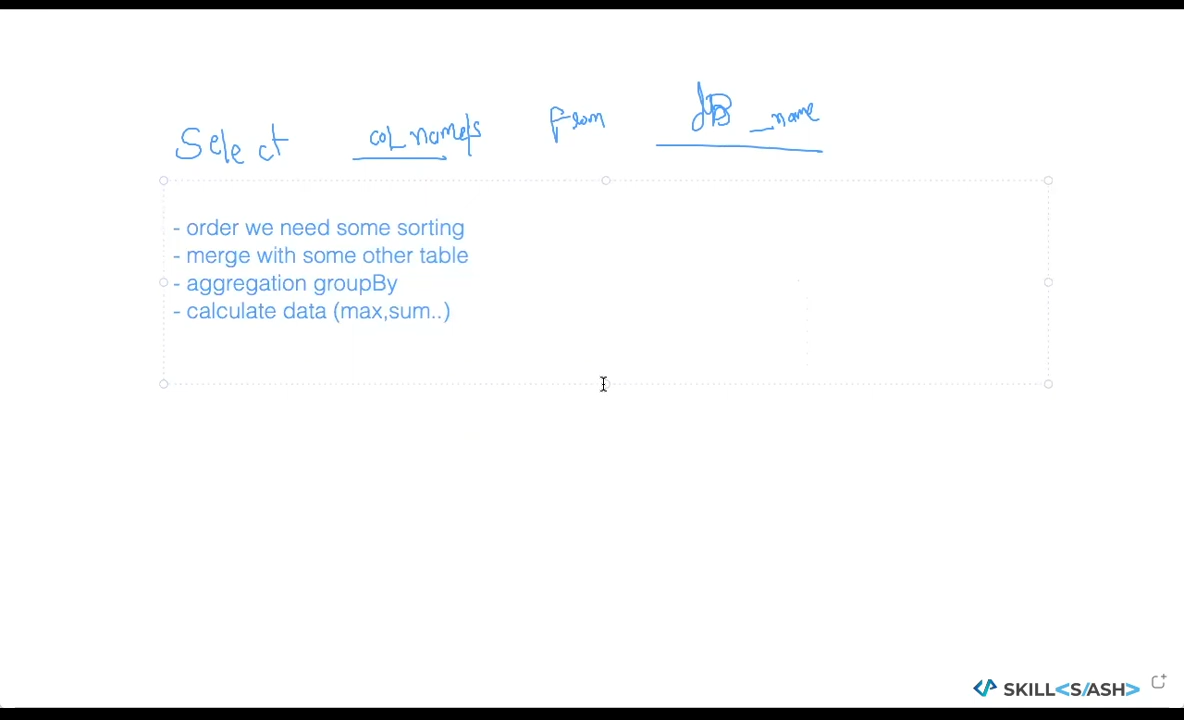 Select col_name/s from DB_name
- order we need some sorting
- merge with some other table
- aggregation groupBy
- calculate data (max,sum..)
SKILL<S/ASH>